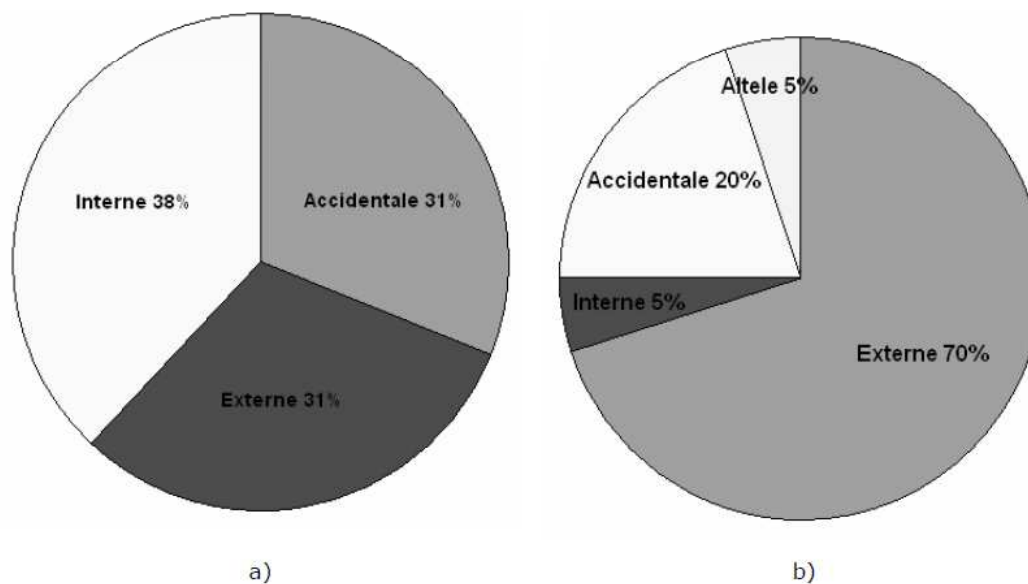 Interne 38%
Accidentale 31%
Externe 31%
a)
Altele 5%
Accidentale 20%
Interne 5%
Externe 70%
b)